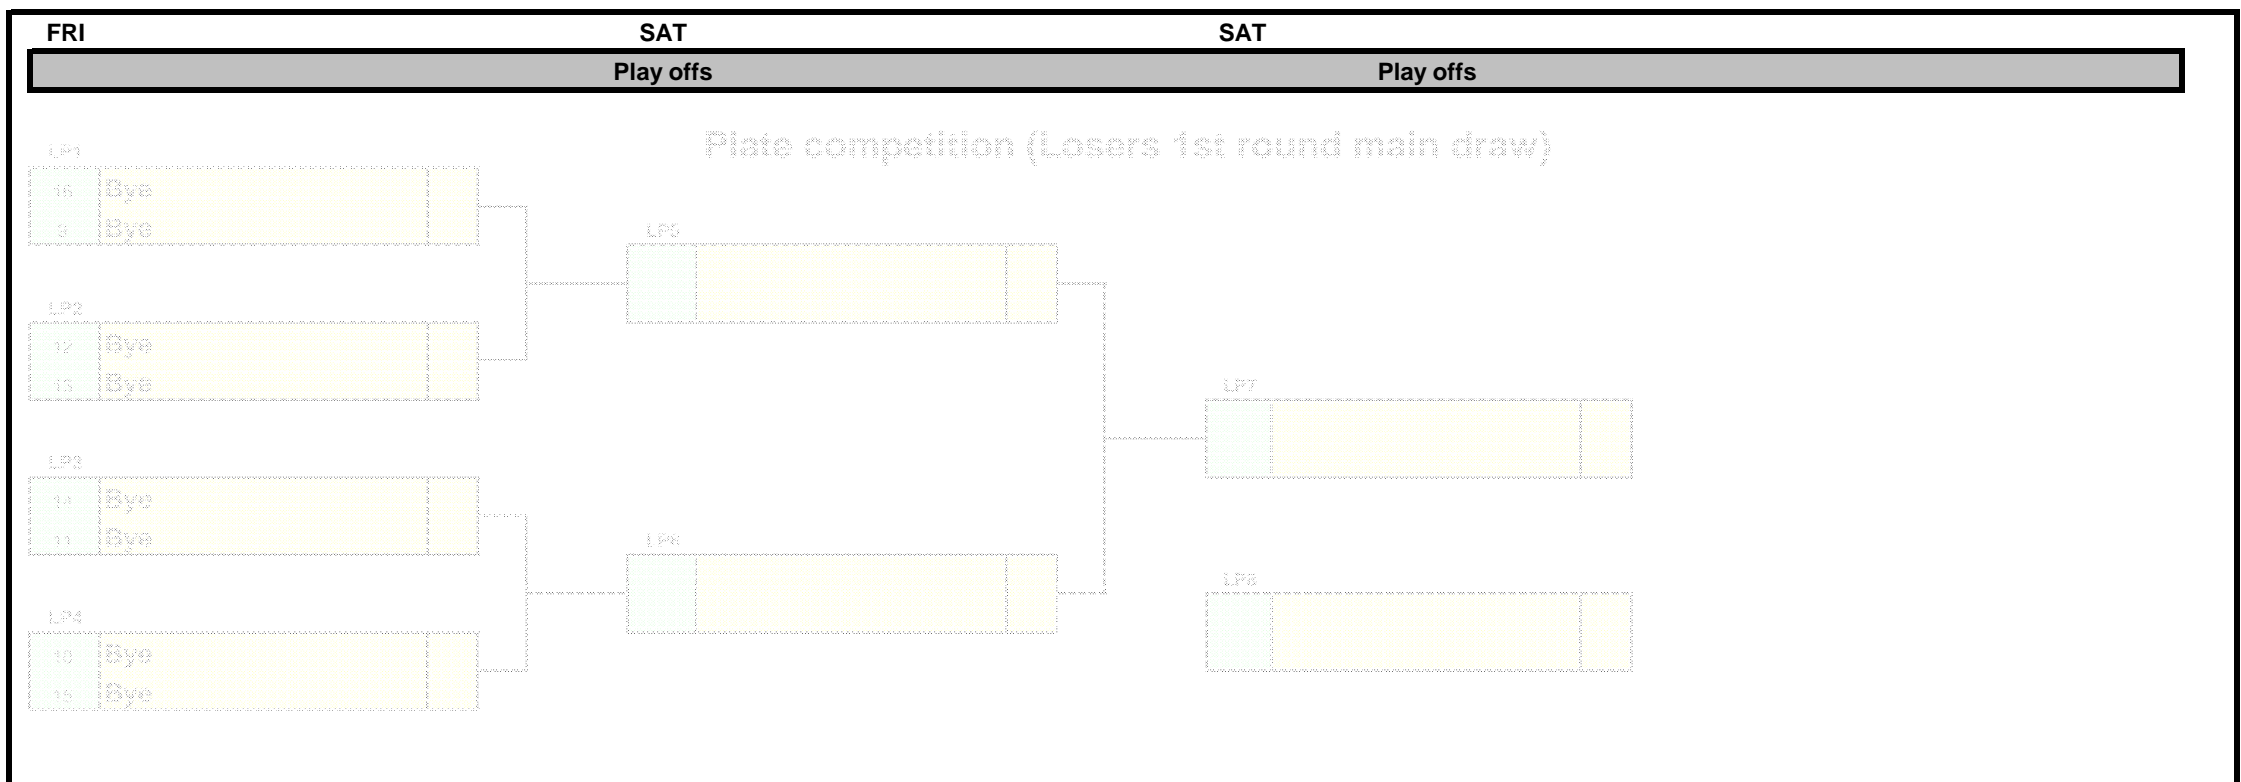 FRI SAT SAT
Play offs Play offs
Plate competition (Losers 1st round main draw)
LP1
16 Bye
9 Bye
LP5
LP2
12 Bye
13 Bye
LP7
LP3
14 Bye
11 Bye
LP6
LP8
LP4
10 Bye
15 Bye